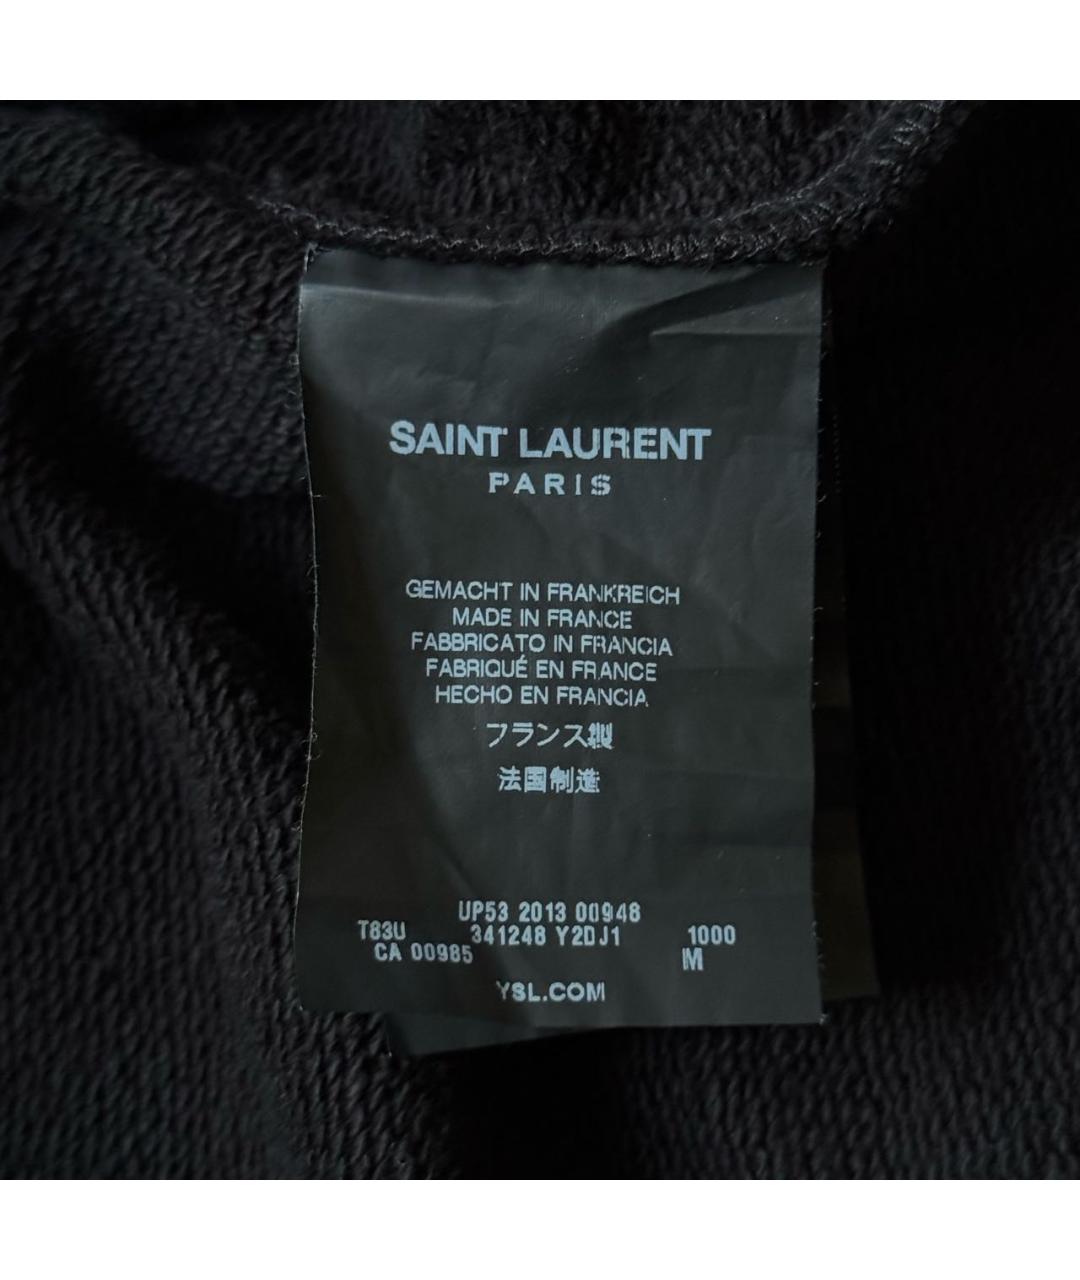 SAINT LAURENT
PARIS
GEMACHT IN FRANKREICH
MADE IN FRANCE
FABBRICATO IN FRANCIA
FABRIQUÉ EN FRANCE
HECHO EN FRANCIA
フランス製
法国制造
UP53 2013 00948
T83U 341248 Y2DJ1 1000
CA 00985 M
YSL.COM